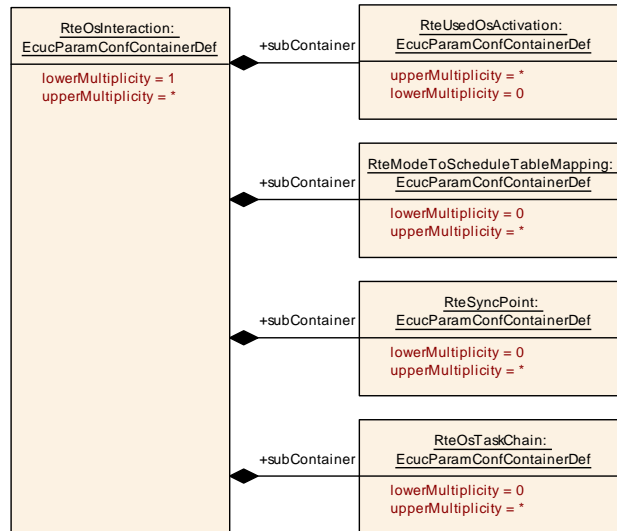 RteOsInteraction:
EcucParamConfContainerDef
lowerMultiplicity = 1
upperMultiplicity = *
+subContainer
RteUsedOsActivation:
EcucParamConfContainerDef
upperMultiplicity = *
lowerMultiplicity = 0
+subContainer
RteModeToScheduleTableMapping:
EcucParamConfContainerDef
lowerMultiplicity = 0
upperMultiplicity = *
+subContainer
RteSyncPoint:
EcucParamConfContainerDef
lowerMultiplicity = 0
upperMultiplicity = *
+subContainer
RteOsTaskChain:
EcucParamConfContainerDef
lowerMultiplicity = 0
upperMultiplicity = *